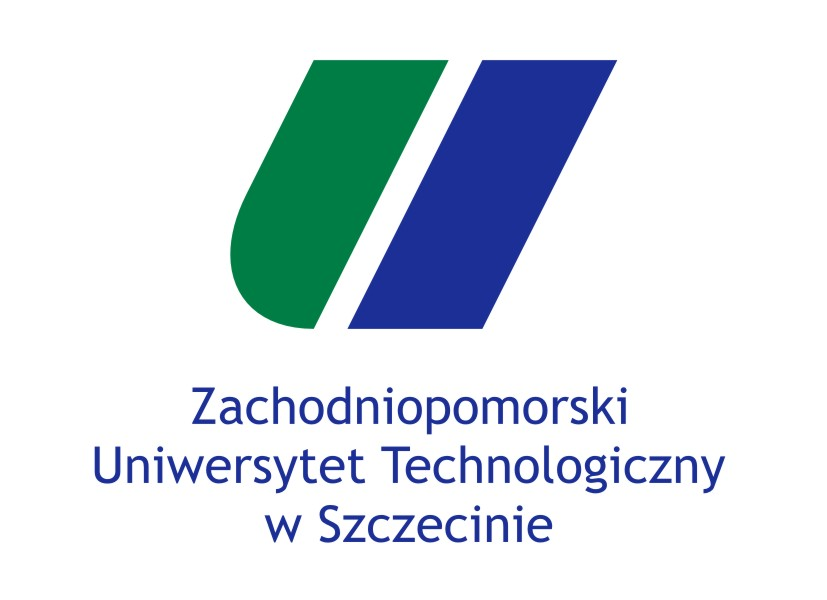 Zachodniopomorski
Uniwersytet Technologiczny
w Szczecinie